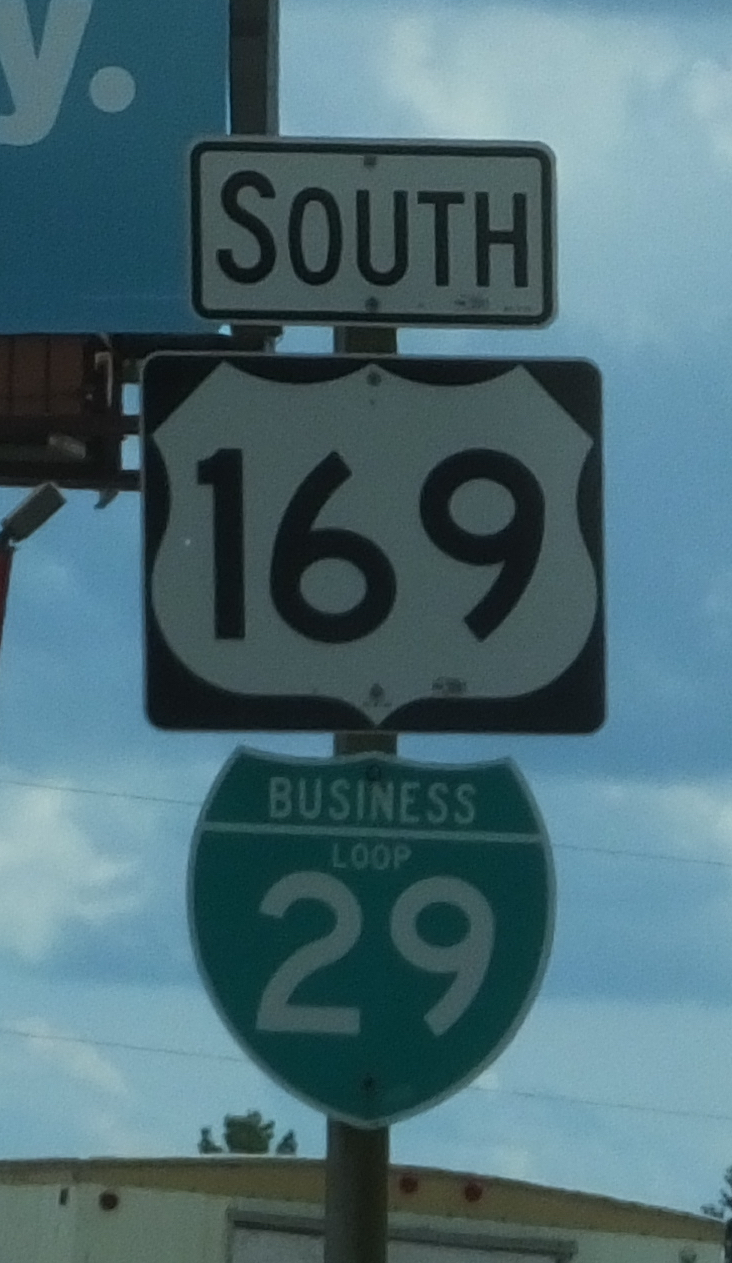 y.
SOUTH
169
BUSINESS
LOOP
29